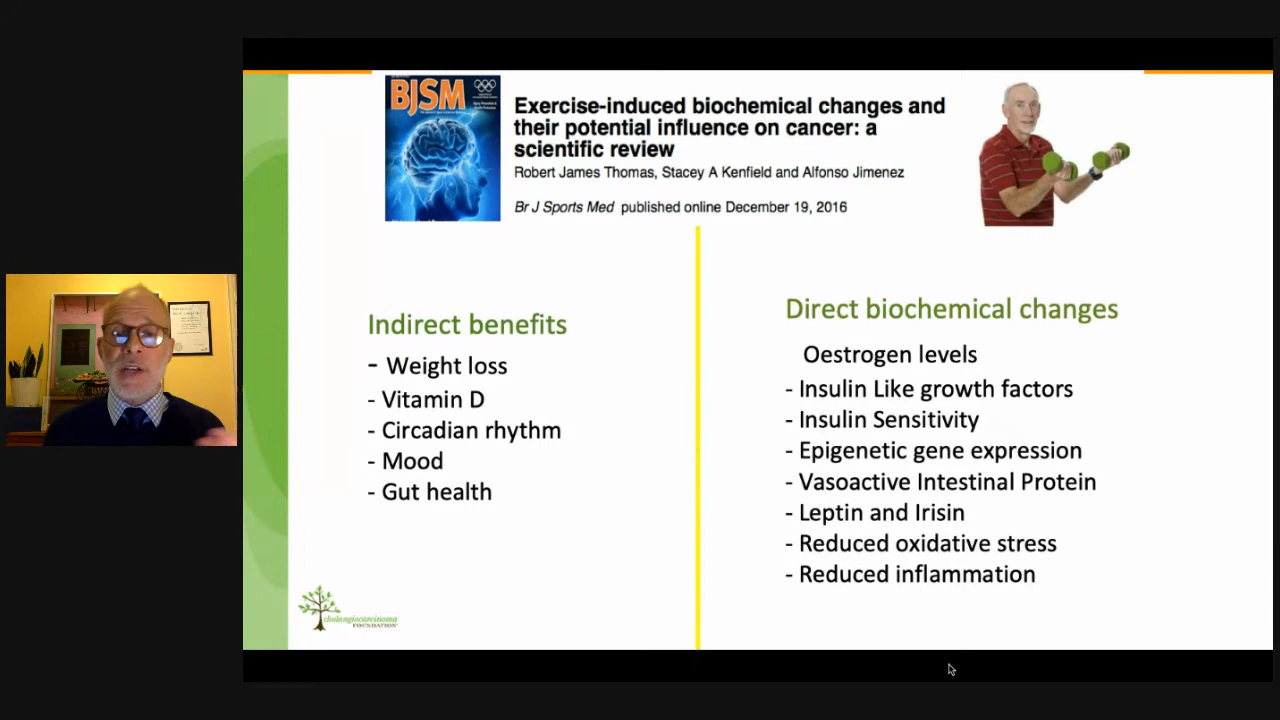 BJSM
Exercise-induced biochemical changes and
their potential influence on cancer: a
scientific review
Robert James Thomas, Stacey A Kenfield and Alfonso Jimenez
Br J Sports Med published online December 19, 2016
Indirect benefits
- Weight loss
- Vitamin D
- Circadian rhythm
- Mood
- Gut health
Direct biochemical changes
Oestrogen levels
- Insulin Like growth factors
- Insulin Sensitivity
- Epigenetic gene expression
- Vasoactive Intestinal Protein
- Leptin and Irisin
- Reduced oxidative stress
- Reduced inflammation
cholangiocarcinoma
FOUNDATION